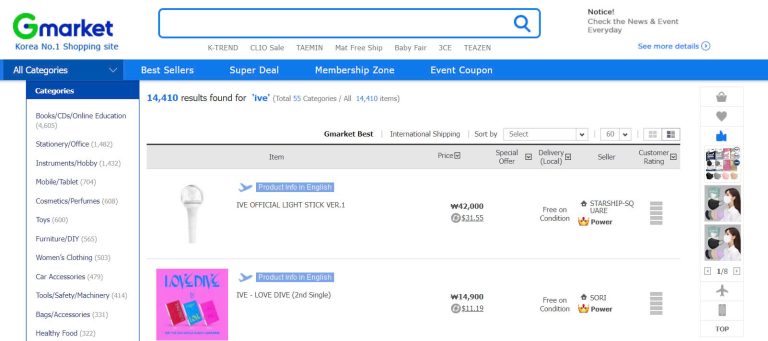 Gmarket
Korea No.1 Shopping site
K-TREND CLIO Sale TAEMIN Mat Free Ship Baby Fair 3CE TEAZEN
Notice!
Check the News & Event
Everyday
See more details
All Categories Best Sellers Super Deal Membership Zone Event Coupon
Categories
Books/CDs/Online Education
(4,605)
Stationery/Office (1,482)
Instruments/Hobby (1,432)
Mobile/Tablet (704)
Cosmetics/Perfumes (608)
Toys (600)
Furniture/DIY (565)
Women's Clothing (503)
Car Accessories (479)
Tools/Safety/Machinery (414)
Bags/Accessories (331)
Healthy Food (322)
14,410 results found for 'ive' (Total 55 Categories / All 14,410 items)
Gmarket Best | International Shipping | Sort by Select | 60
Item Price Special Offer Delivery (Local) Seller Customer Rating
Product Info in English
IVE OFFICIAL LIGHT STICK VER.1
₩42,000
$31.55
Free on
Condition
STARSHIP-SQ
UARE
Power
Product Info in English
LOVE DIVE
IVE - LOVE DIVE (2nd Single)
₩14,900
$11.19
Free on
Condition
SORI
Power
1/8
TOP